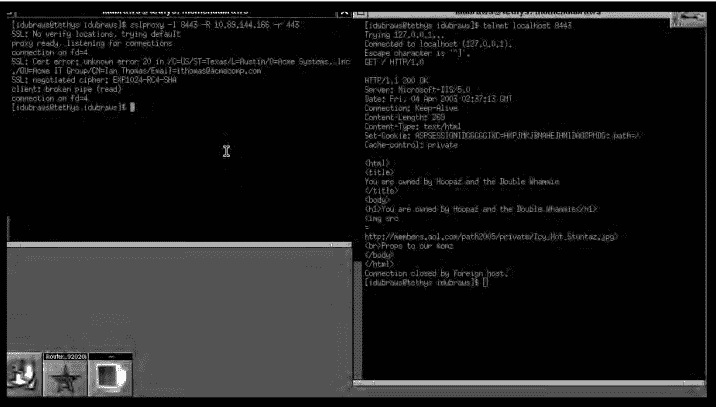 [idubraws@tethys idubraws]$ sslproxy -l 8443 -R 10.89.144.166 -r 443
SSL: No verify locations, trying default
proxy ready, listening for connections
connection on fd=4
SSL: Cert error: unknown error 20 in /C=US/ST=Texas/L=Austin/O=Acme Systems, Inc
./OU=Acme IT Group/CN=Ian Thomas/Email=ithomas@acmecomp.com
SSL: negotiated cipher: EXP1024-RC4-SHA
client: broken pipe (read)
connection on fd=4
[idubraws@tethys idubraws]$
[idubraws@tethys idubraws]$ telnet localhost 8443
Trying 127.0.0.1...
Connected to localhost (127.0.0.1).
Escape character is '^]'.
GET / HTTP/1.0
HTTP/1.1 200 OK
Server: Microsoft-IIS/5.0
Date: Fri, 04 Apr 2003 02:37:13 GMT
Connection: Keep-Alive
Content-Length: 269
Content-Type: text/html
Set-Cookie: path=/
Cache-control: private
<html>
<title>
You are owned by Hoopaz and the Double Whammie
</title>
<body>
<h1>You are owned by Hoopaz and the Double Whammie</h1>
<img src
=
http://members.aol.com/path2005/private/Icy_Hot_Stuntaz.jpg>
<br>Props to our momz
</body>
</html>
Connection closed by foreign host.
[idubraws@tethys idubraws]$